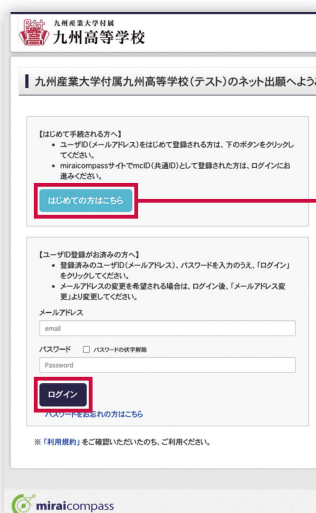 九州産業大学付属
九州高等学校
九州産業大学付属九州高等学校(テスト)のネット出願へよう
【はじめて手続される方へ】
• ユーザID(メールアドレス)をはじめて登録される方は、下のボタンをクリックし
てください。
• miraicompassサイトでmcID(共通ID)として登録された方は、ログインにお
進みください。
はじめての方はこちら
【ユーザID登録がお済みの方へ】
• 登録済みのユーザID(メールアドレス)、パスワードを入力のうえ、「ログイン」
をクリックしてください。
• メールアドレスの変更を希望される場合は、ログイン後、「メールアドレス変
更」より変更してください。
メールアドレス
email
パスワード パスワードの伏字解除
Password
ログイン
パスワードをお忘れの方はこちら
※「利用規約」をご確認いただいたのち、ご利用ください。
miraicompass